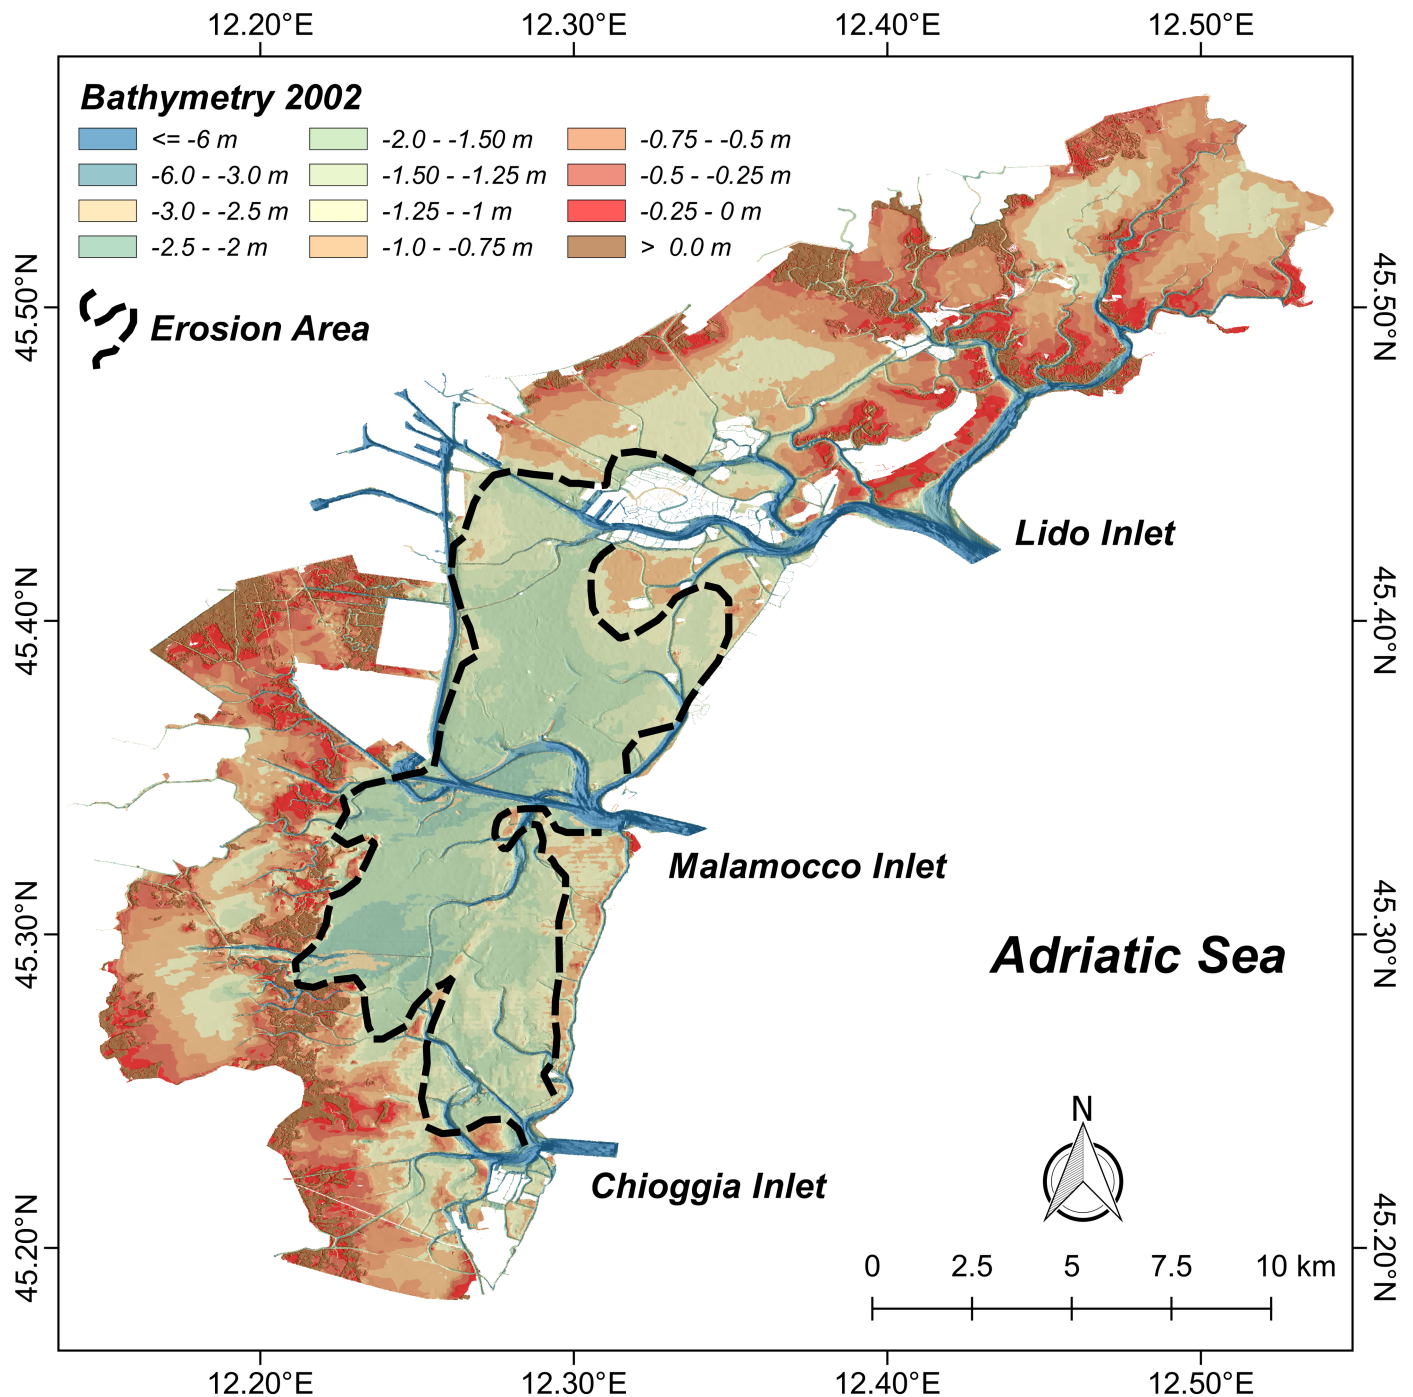 12.20°E 12.30°E 12.40°E 12.50°E
Bathymetry 2002
<= -6 m
-6.0 - -3.0 m
-3.0 - -2.5 m
-2.5 - -2 m
-2.0 - -1.50 m
-1.50 - -1.25 m
-1.25 - -1 m
-1.0 - -0.75 m
-0.75 - -0.5 m
-0.5 - -0.25 m
-0.25 - 0 m
> 0.0 m
Erosion Area
45.50°N
45.40°N
45.30°N
45.20°N
45.50°N
45.40°N
45.30°N
45.20°N
Lido Inlet
Malamocco Inlet
Adriatic Sea
Chioggia Inlet
N
0 2.5 5 7.5 10 km
12.20°E 12.30°E 12.40°E 12.50°E